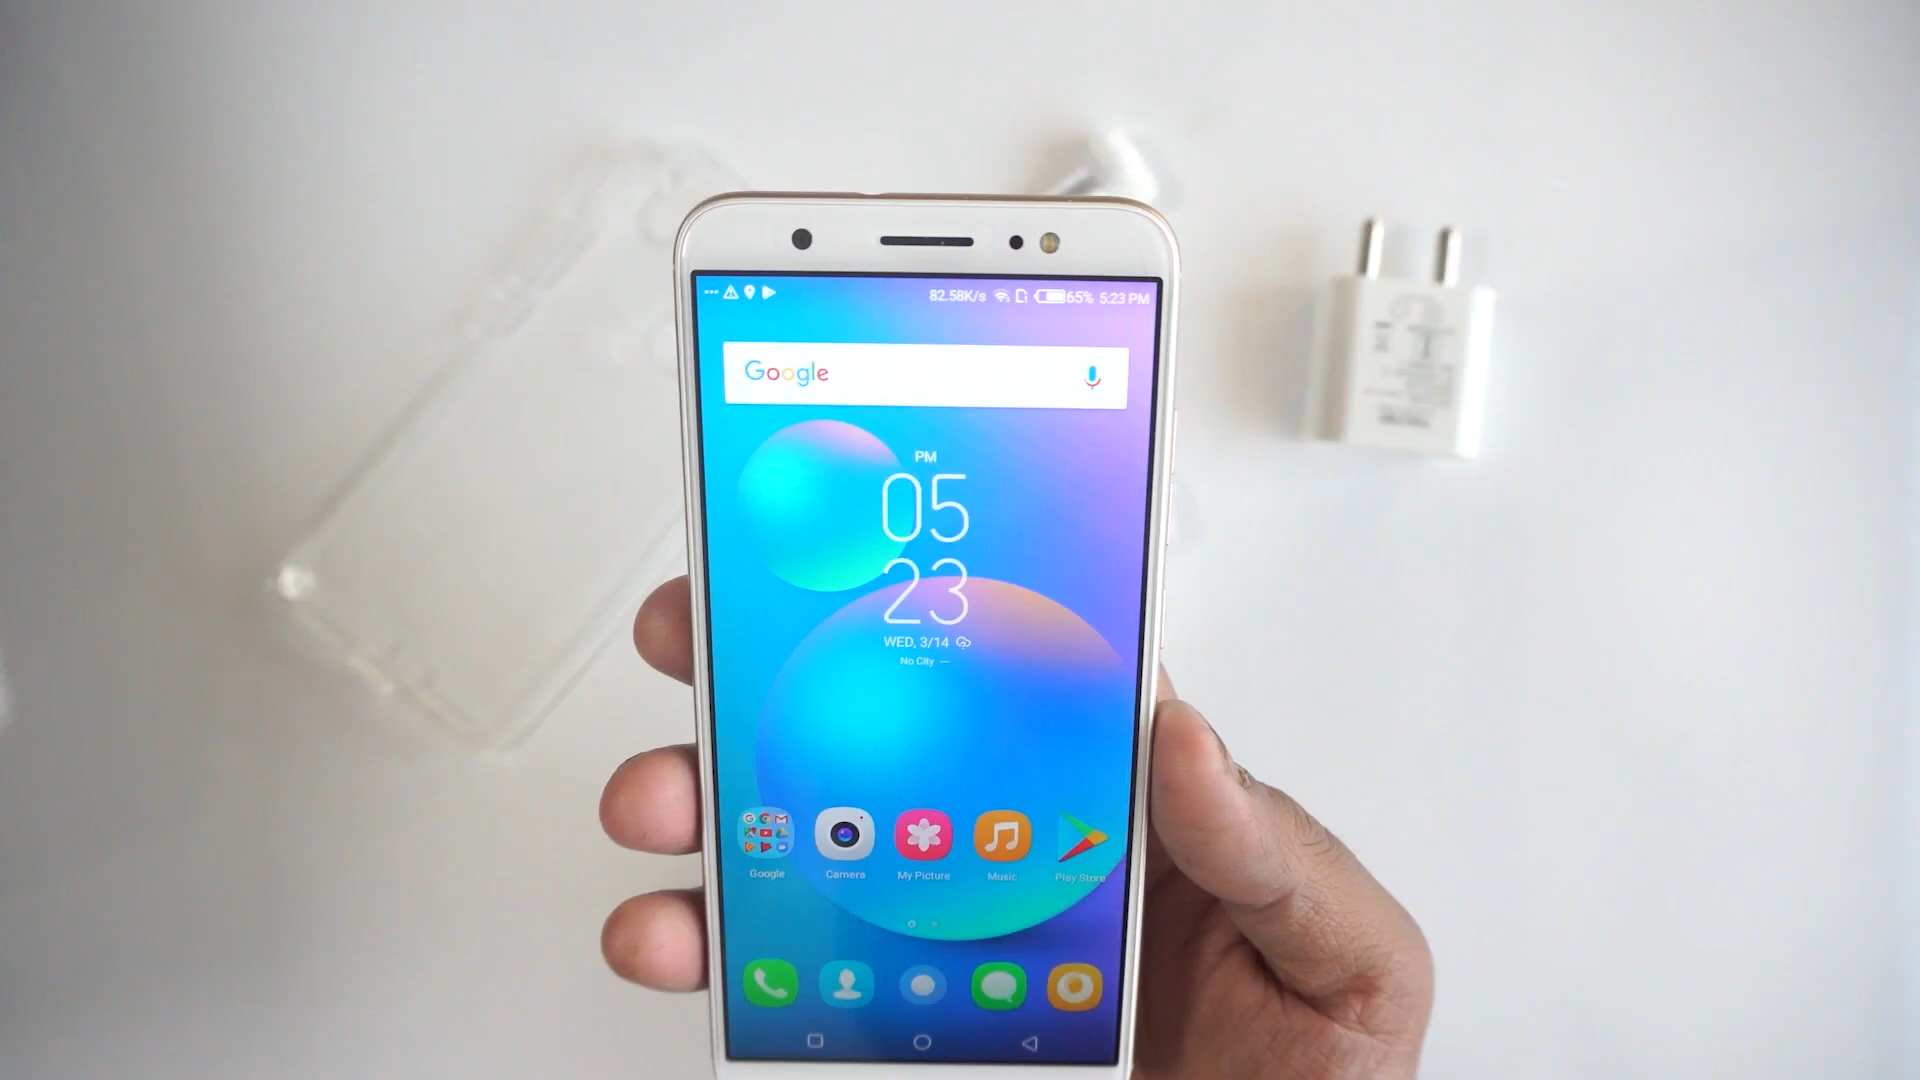 82.58K/s 65% 5:23 PM
Google
PM
05
23
WED, 3/14
No City —
Google Camera My Picture Music Play Store